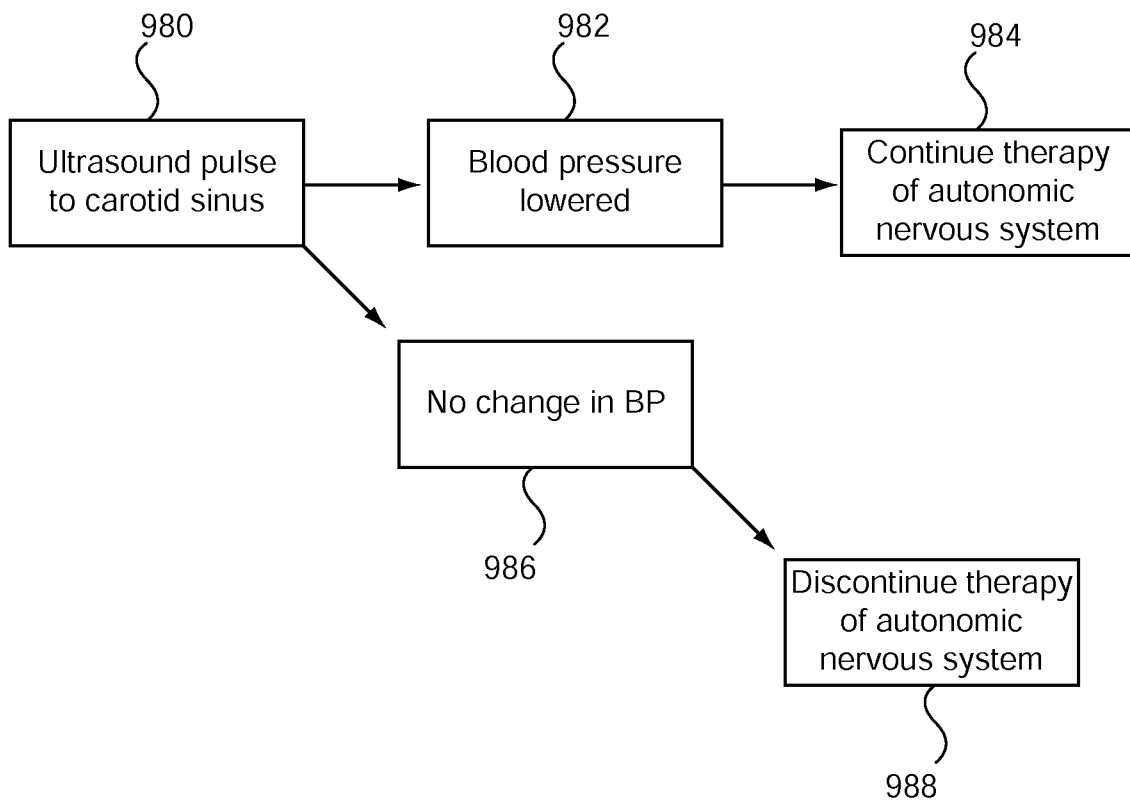 980
982
984
Ultrasound pulse
to carotid sinus
Blood pressure
lowered
Continue therapy
of autonomic
nervous system
No change in BP
986
Discontinue therapy
of autonomic
nervous system
988